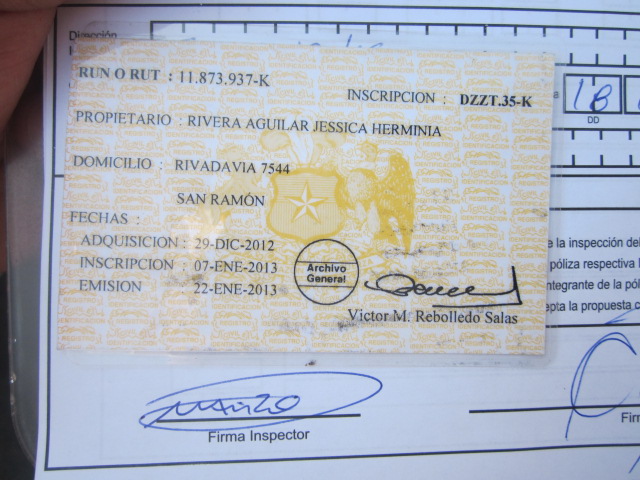 Dirección
RUN O RUT : 11.873.937-K
INSCRIPCION : DZZT.35-K
PROPIETARIO : RIVERA AGUILAR JESSICA HERMINIA
DOMICILIO : RIVADAVIA 7544
SAN RAMÓN
FECHAS :
ADQUISICION : 29-DIC-2012
INSCRIPCION : 07-ENE-2013
EMISION : 22-ENE-2013
Archivo
General
Victor M. Rebolledo Salas
Firma Inspector
18
DD
la inspección del
póliza respectiva
integrante de la pól
epta la propuesta.
Firm